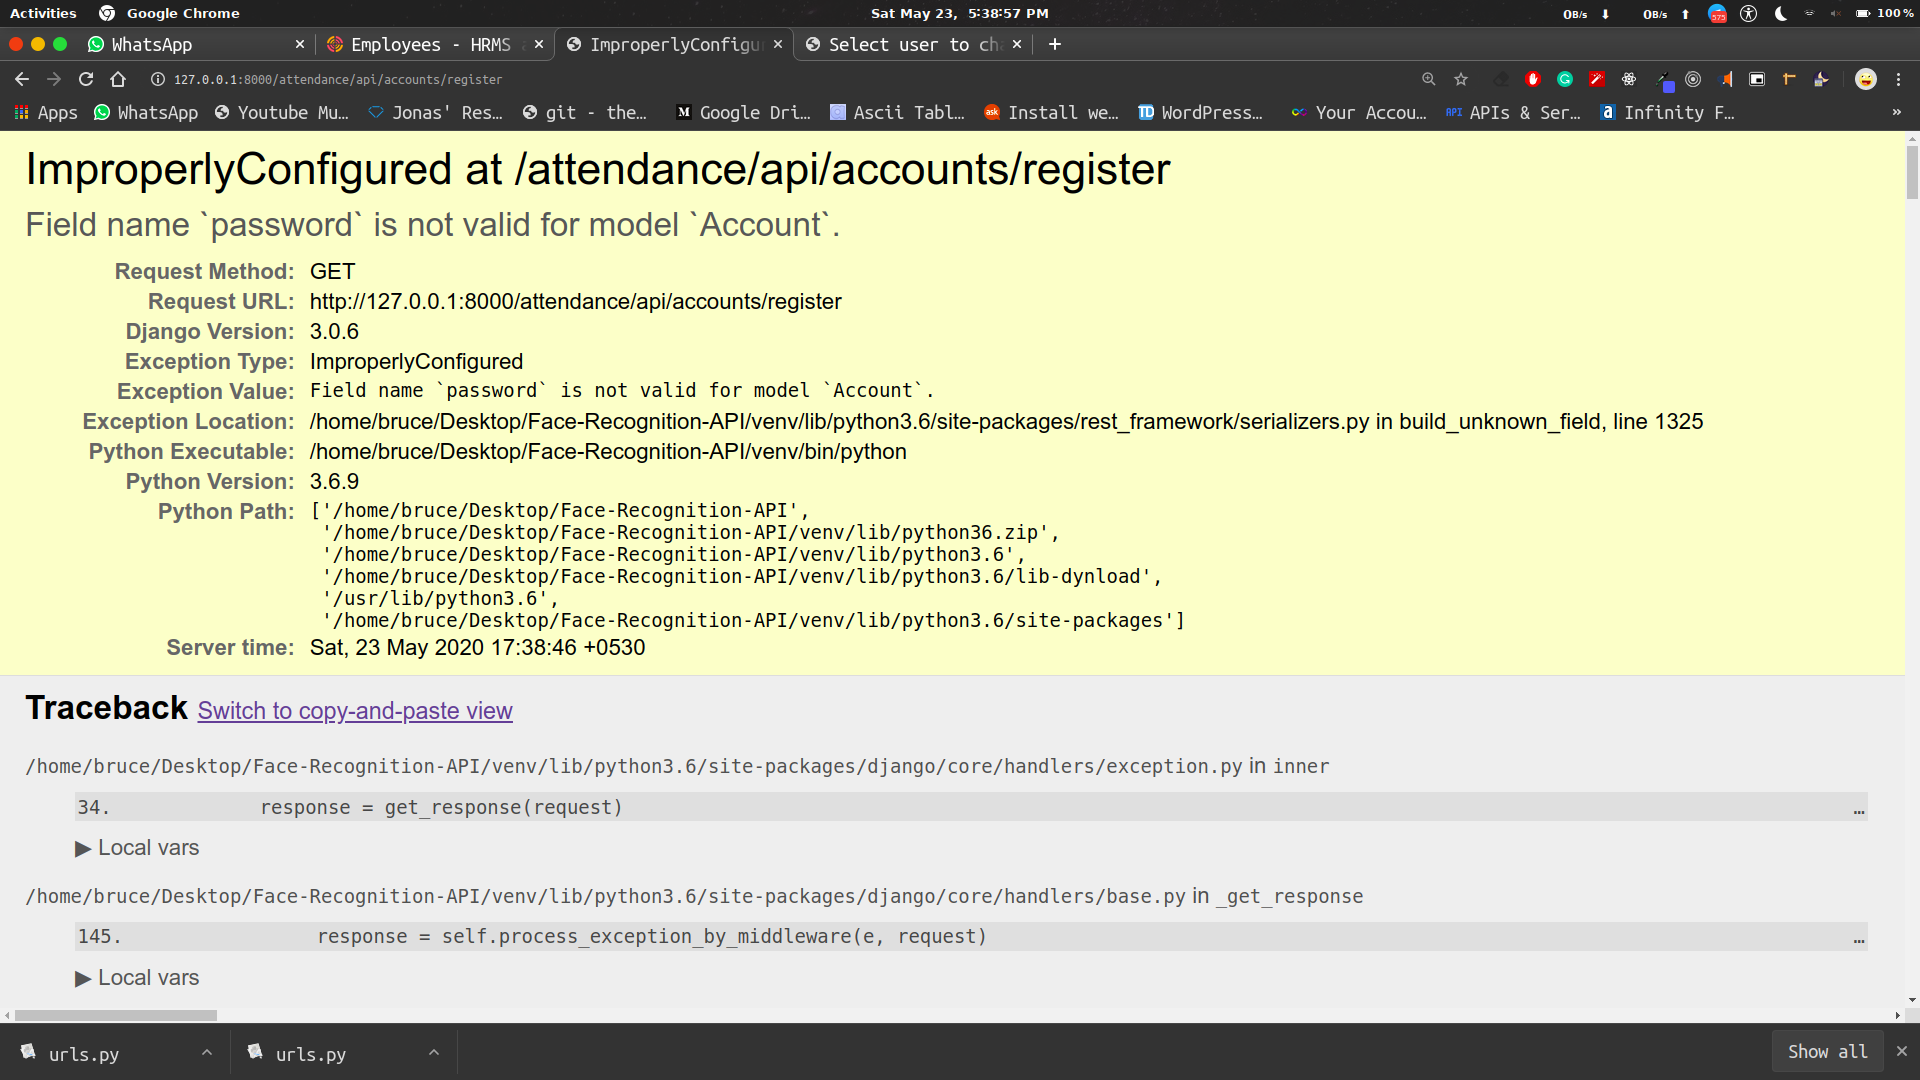 Activities Google Chrome Sat May 23, 5:38:57 PM 0B/s 0B/s 575 100 %
WhatsApp Employees - HRMS ImproperlyConfigu Select user to ch
127.0.0.1:8000/attendance/api/accounts/register
Apps WhatsApp Youtube Mu… Jonas' Res… git - the… Google Dri… Ascii Tabl… Install we… WordPress… Your Accou… APIs & Ser… Infinity F… »
ImproperlyConfigured at /attendance/api/accounts/register
Field name `password` is not valid for model `Account`.
Request Method: GET
Request URL: http://127.0.0.1:8000/attendance/api/accounts/register
Django Version: 3.0.6
Exception Type: ImproperlyConfigured
Exception Value: Field name `password` is not valid for model `Account`.
Exception Location: /home/bruce/Desktop/Face-Recognition-API/venv/lib/python3.6/site-packages/rest_framework/serializers.py in build_unknown_field, line 1325
Python Executable: /home/bruce/Desktop/Face-Recognition-API/venv/bin/python
Python Version: 3.6.9
Python Path: ['/home/bruce/Desktop/Face-Recognition-API',
'/home/bruce/Desktop/Face-Recognition-API/venv/lib/python36.zip',
'/home/bruce/Desktop/Face-Recognition-API/venv/lib/python3.6',
'/home/bruce/Desktop/Face-Recognition-API/venv/lib/python3.6/lib-dynload',
'/usr/lib/python3.6',
'/home/bruce/Desktop/Face-Recognition-API/venv/lib/python3.6/site-packages']
Server time: Sat, 23 May 2020 17:38:46 +0530
Traceback Switch to copy-and-paste view
/home/bruce/Desktop/Face-Recognition-API/venv/lib/python3.6/site-packages/django/core/handlers/exception.py in inner
34. response = get_response(request) …
▶ Local vars
/home/bruce/Desktop/Face-Recognition-API/venv/lib/python3.6/site-packages/django/core/handlers/base.py in _get_response
145. response = self.process_exception_by_middleware(e, request) …
▶ Local vars
urls.py urls.py Show all